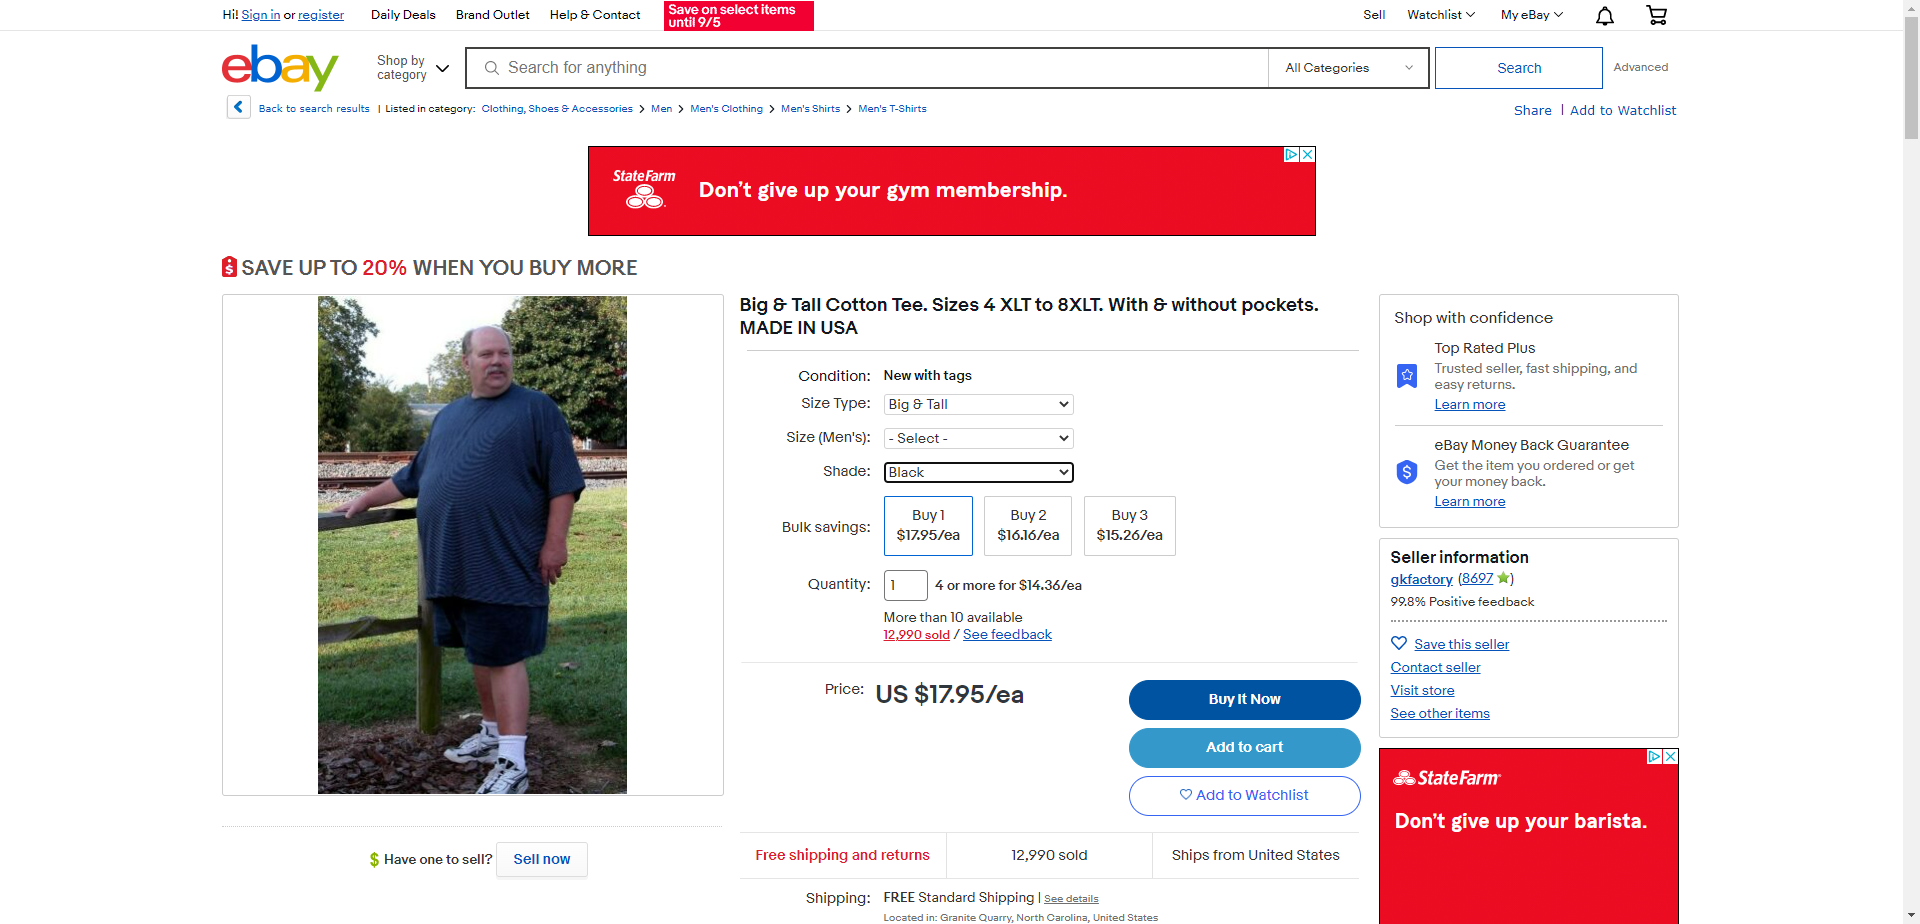 Hi! Sign in or register
Daily Deals
Brand Outlet
Help & Contact
Save on select items
until 9/5
Sell
Watchlist
My eBay
ebay
Shop by
category
Search for anything
All Categories
Search
Advanced
Back to search results | Listed in category: Clothing, Shoes & Accessories > Men > Men's Clothing > Men's Shirts > Men's T-Shirts
Share | Add to Watchlist
StateFarm
Don't give up your gym membership.
$ SAVE UP TO 20% WHEN YOU BUY MORE
Big & Tall Cotton Tee. Sizes 4 XLT to 8XLT. With & without pockets.
MADE IN USA
Condition: New with tags
Size Type: Big & Tall
Size (Men's): - Select -
Shade: Black
Bulk savings:
Buy 1
$17.95/ea
Buy 2
$16.16/ea
Buy 3
$15.26/ea
Quantity: 1 4 or more for $14.36/ea
More than 10 available
12,990 sold / See feedback
Price: US $17.95/ea
Buy It Now
Add to cart
Add to Watchlist
Free shipping and returns
12,990 sold
Ships from United States
Shipping: FREE Standard Shipping | See details
Located in: Granite Quarry, North Carolina, United States
$ Have one to sell? Sell now
Shop with confidence
Top Rated Plus
Trusted seller, fast shipping, and
easy returns.
Learn more
eBay Money Back Guarantee
$
Get the item you ordered or get
your money back.
Learn more
Seller information
gkfactory (8697)
99.8% Positive feedback
Save this seller
Contact seller
Visit store
See other items
StateFarm
Don't give up your barista.